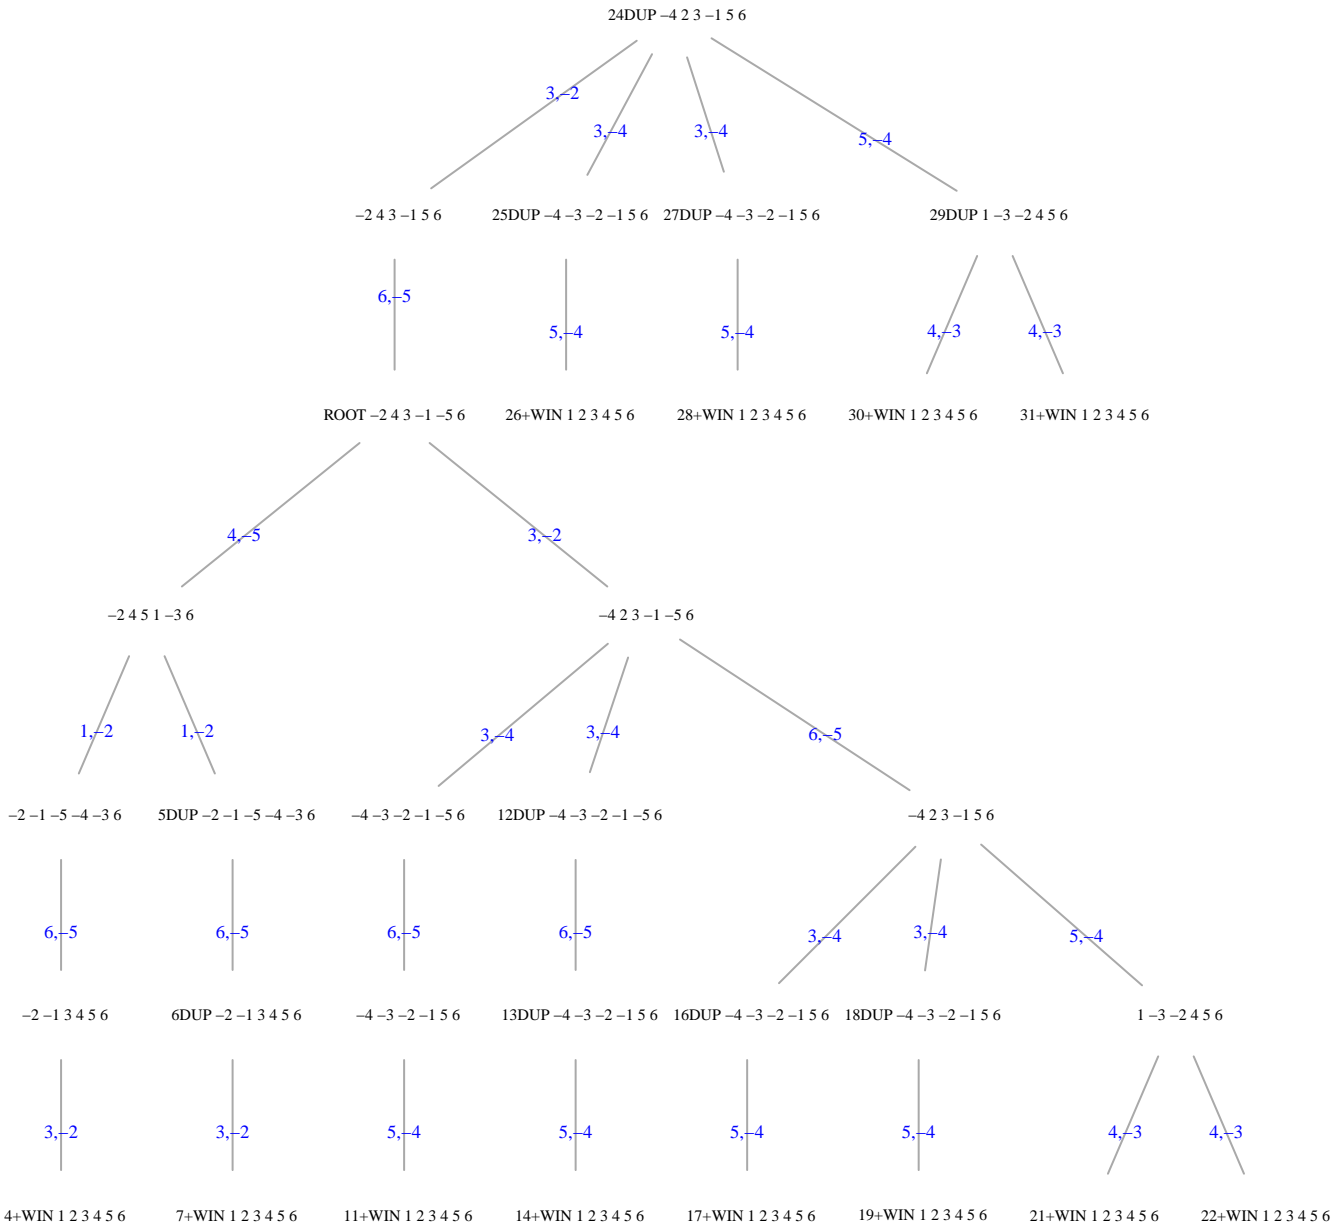 24DUP −4 2 3 −1 5 6
3,−2
3,−4
3,−4
5,−4
−2 4 3 −1 5 6
25DUP −4 −3 −2 −1 5 6
27DUP −4 −3 −2 −1 5 6
29DUP 1 −3 −2 4 5 6
6,−5
5,−4
5,−4
4,−3
4,−3
ROOT −2 4 3 −1 −5 6
26+WIN 1 2 3 4 5 6
28+WIN 1 2 3 4 5 6
30+WIN 1 2 3 4 5 6
31+WIN 1 2 3 4 5 6
4,−5
3,−2
−2 4 5 1 −3 6
−4 2 3 −1 −5 6
1,−2
1,−2
3,−4
3,−4
6,−5
−2 −1 −5 −4 −3 6
5DUP −2 −1 −5 −4 −3 6
−4 −3 −2 −1 −5 6
12DUP −4 −3 −2 −1 −5 6
−4 2 3 −1 5 6
6,−5
6,−5
6,−5
6,−5
3,−4
3,−4
5,−4
−2 −1 3 4 5 6
6DUP −2 −1 3 4 5 6
−4 −3 −2 −1 5 6
13DUP −4 −3 −2 −1 5 6
16DUP −4 −3 −2 −1 5 6
18DUP −4 −3 −2 −1 5 6
1 −3 −2 4 5 6
3,−2
3,−2
5,−4
5,−4
5,−4
5,−4
4,−3
4,−3
4+WIN 1 2 3 4 5 6
7+WIN 1 2 3 4 5 6
11+WIN 1 2 3 4 5 6
14+WIN 1 2 3 4 5 6
17+WIN 1 2 3 4 5 6
19+WIN 1 2 3 4 5 6
21+WIN 1 2 3 4 5 6
22+WIN 1 2 3 4 5 6